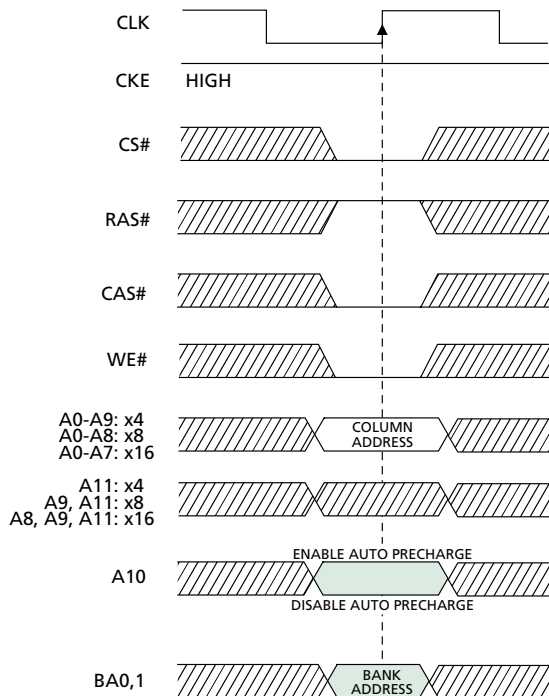 CLK
CKE HIGH
CS#
RAS#
CAS#
WE#
A0-A9: x4
A0-A8: x8
A0-A7: x16
COLUMN
ADDRESS
A11: x4
A9, A11: x8
A8, A9, A11: x16
ENABLE AUTO PRECHARGE
A10
DISABLE AUTO PRECHARGE
BA0,1
BANK
ADDRESS